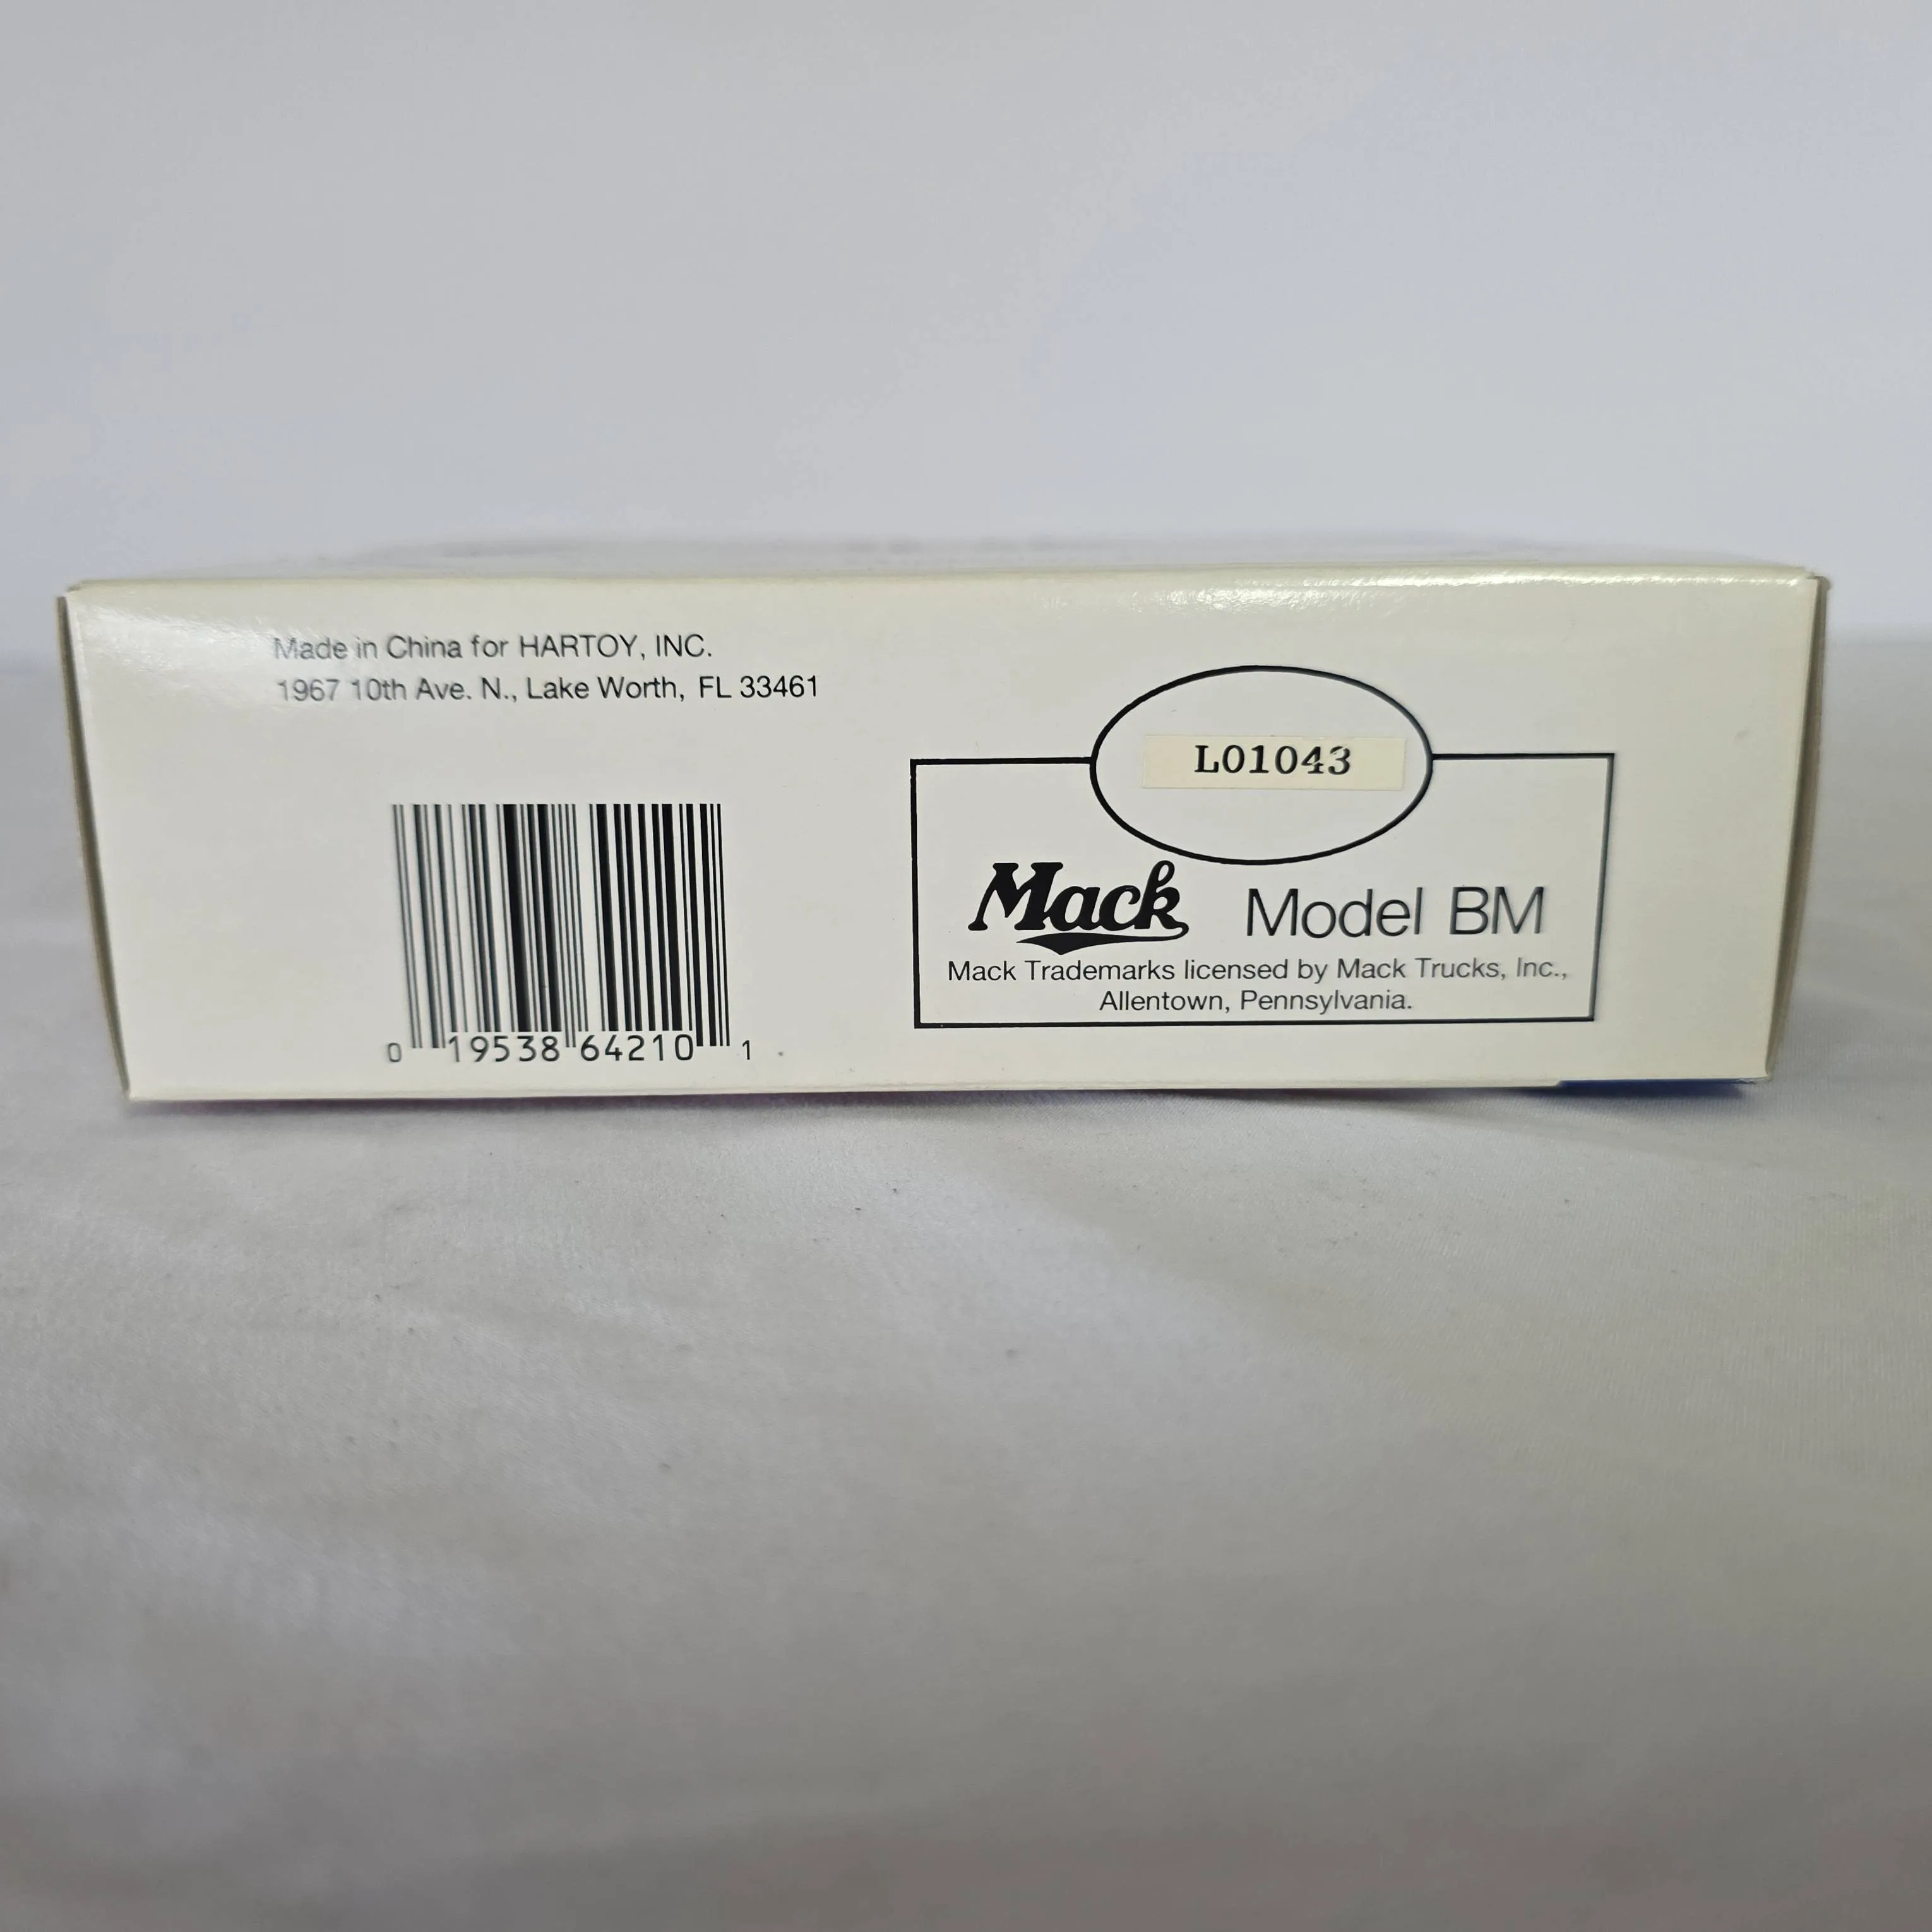 Made in China for HARTOY, INC.
1967 10th Ave. N., Lake Worth, FL 33461
0 19538 64210 1
L01043
Mack Model BM
Mack Trademarks licensed by Mack Trucks, Inc.,
Allentown, Pennsylvania.